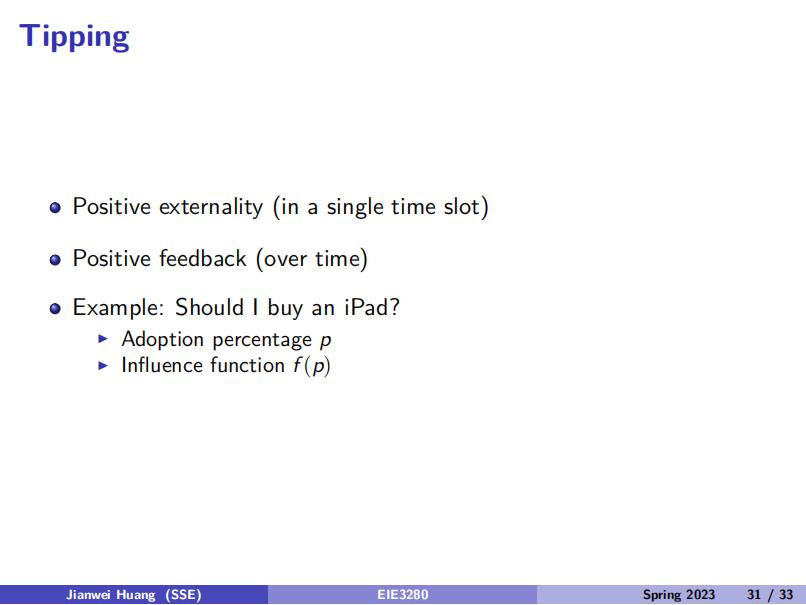 Tipping
Positive externality (in a single time slot)
Positive feedback (over time)
Example: Should I buy an iPad?
Adoption percentage p
Influence function f(p)
Jianwei Huang (SSE)
EIE3280
Spring 2023
31 / 33